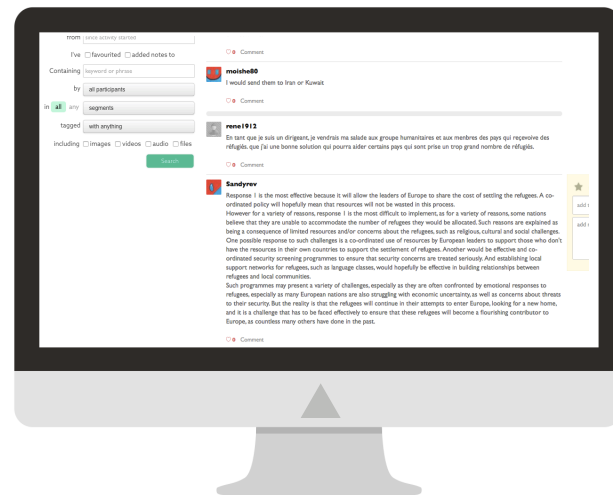 From once activity started
I've favourited added notes to
Containing keyword or phrase
by all participants
in all any segments
tagged with anything
including images videos audio files
Search
0 Comment
moishe80
I would send them to Iran or Kuwait
0 Comment
rene1912
En tant que je suis un dirigeant, je vendrais ma salade aux groupe humanitaires et aux menbres des pays qui reçevoive des
réfugiés. que j'ai une bonne solution qui pourra aider certains pays qui sont prise un trop grand nombre de réfugiés.
0 Comment
Sandyrev
Response 1 is the most effective because it will allow the leaders of Europe to share the cost of settling the refugees. A co-
ordinated policy will hopefully mean that resources will not be wasted in this process.
However for a variety of reasons, response 1 is the most difficult to implement, as for a variety of reasons, some nations
believe that they are unable to accommodate the number of refugees they would be allocated. Such reasons are explained as
being a consequence of limited resources and/or concerns about the refugees, such as religious, cultural and social challenges.
One possible response to such challenges is a co-ordinated use of resources by European leaders to support those who don't
have the resources in their own countries to support the settlement of refugees. Another would be effective and co-
ordinated security screening programmes to ensure that security concerns are treated seriously. And establishing local
support networks for refugees, such as language classes, would hopefully be effective in building relationships between
refugees and local communities.
Such programmes may present a variety of challenges, especially as they are often confronted by emotional responses to
refugees, especially as many European nations are also struggling with economic uncertainty, as well as concerns about threats
to their security. But the reality is that the refugees will continue in their attempts to enter Europe, looking for a new home,
and it is a challenge that has to be faced effectively to ensure that these refugees will become a flourishing contributor to
Europe, as countless many others have done in the past.
0 Comment
add
add